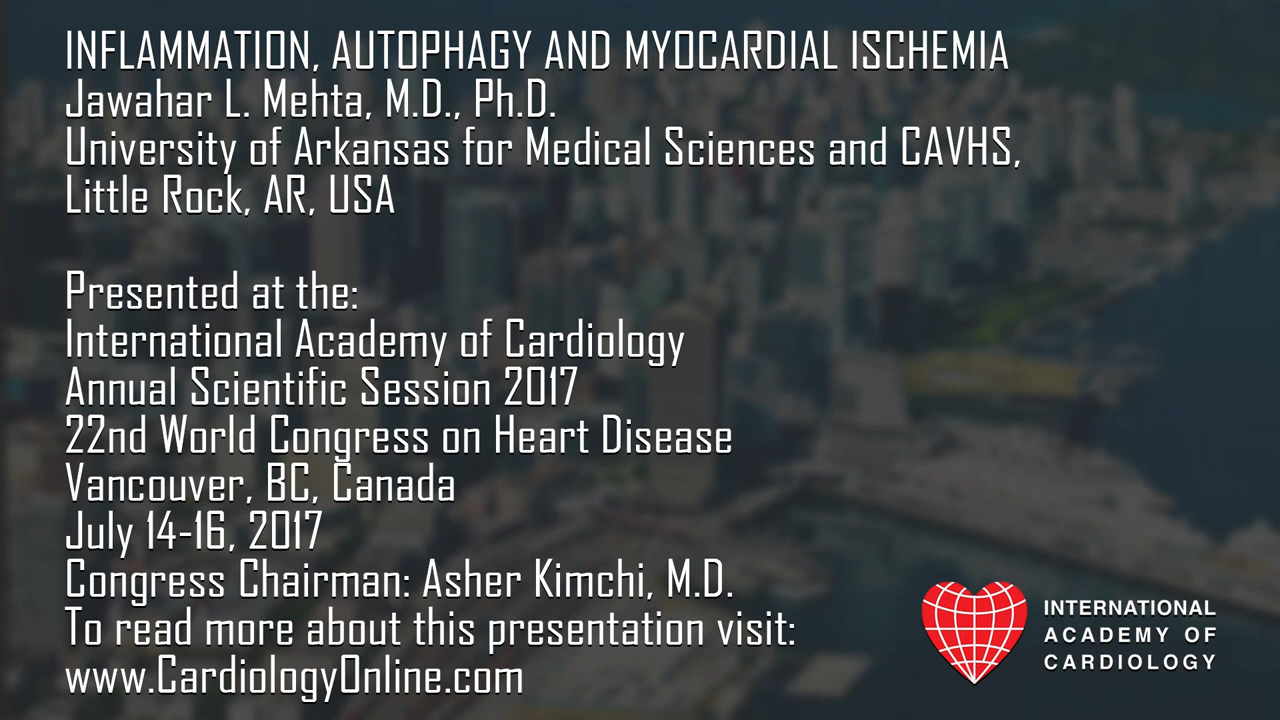 INFLAMMATION, AUTOPHAGY AND MYOCARDIAL ISCHEMIA
Jawahar L. Mehta, M.D., Ph.D.
University of Arkansas for Medical Sciences and CAVHS,
Little Rock, AR, USA
Presented at the:
International Academy of Cardiology
Annual Scientific Session 2017
22nd World Congress on Heart Disease
Vancouver, BC, Canada
July 14-16, 2017
Congress Chairman: Asher Kimchi, M.D.
To read more about this presentation visit:
www.CardiologyOnline.com
INTERNATIONAL
ACADEMY OF
CARDIOLOGY